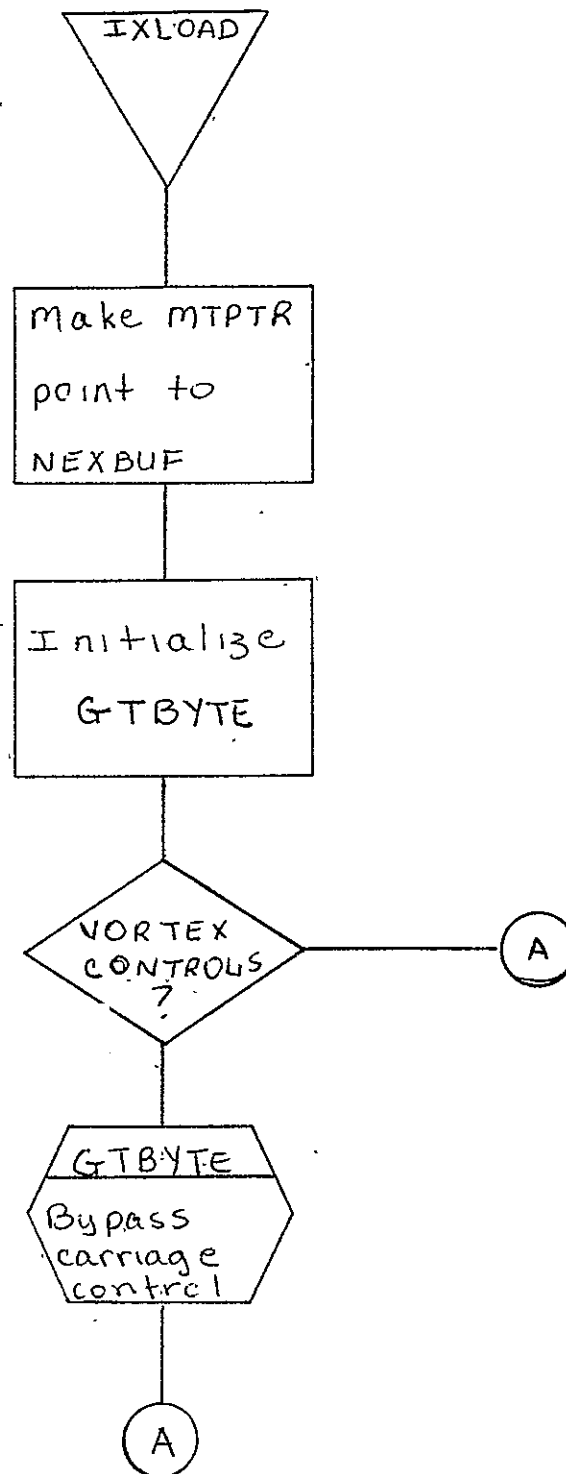 IXLOAD
Make MTPTR
point to
NEXBUF
Initialize
GTBYTE
VORTEX
CONTROLS
?
A
GTBYTE
Bypass
carriage
control
A